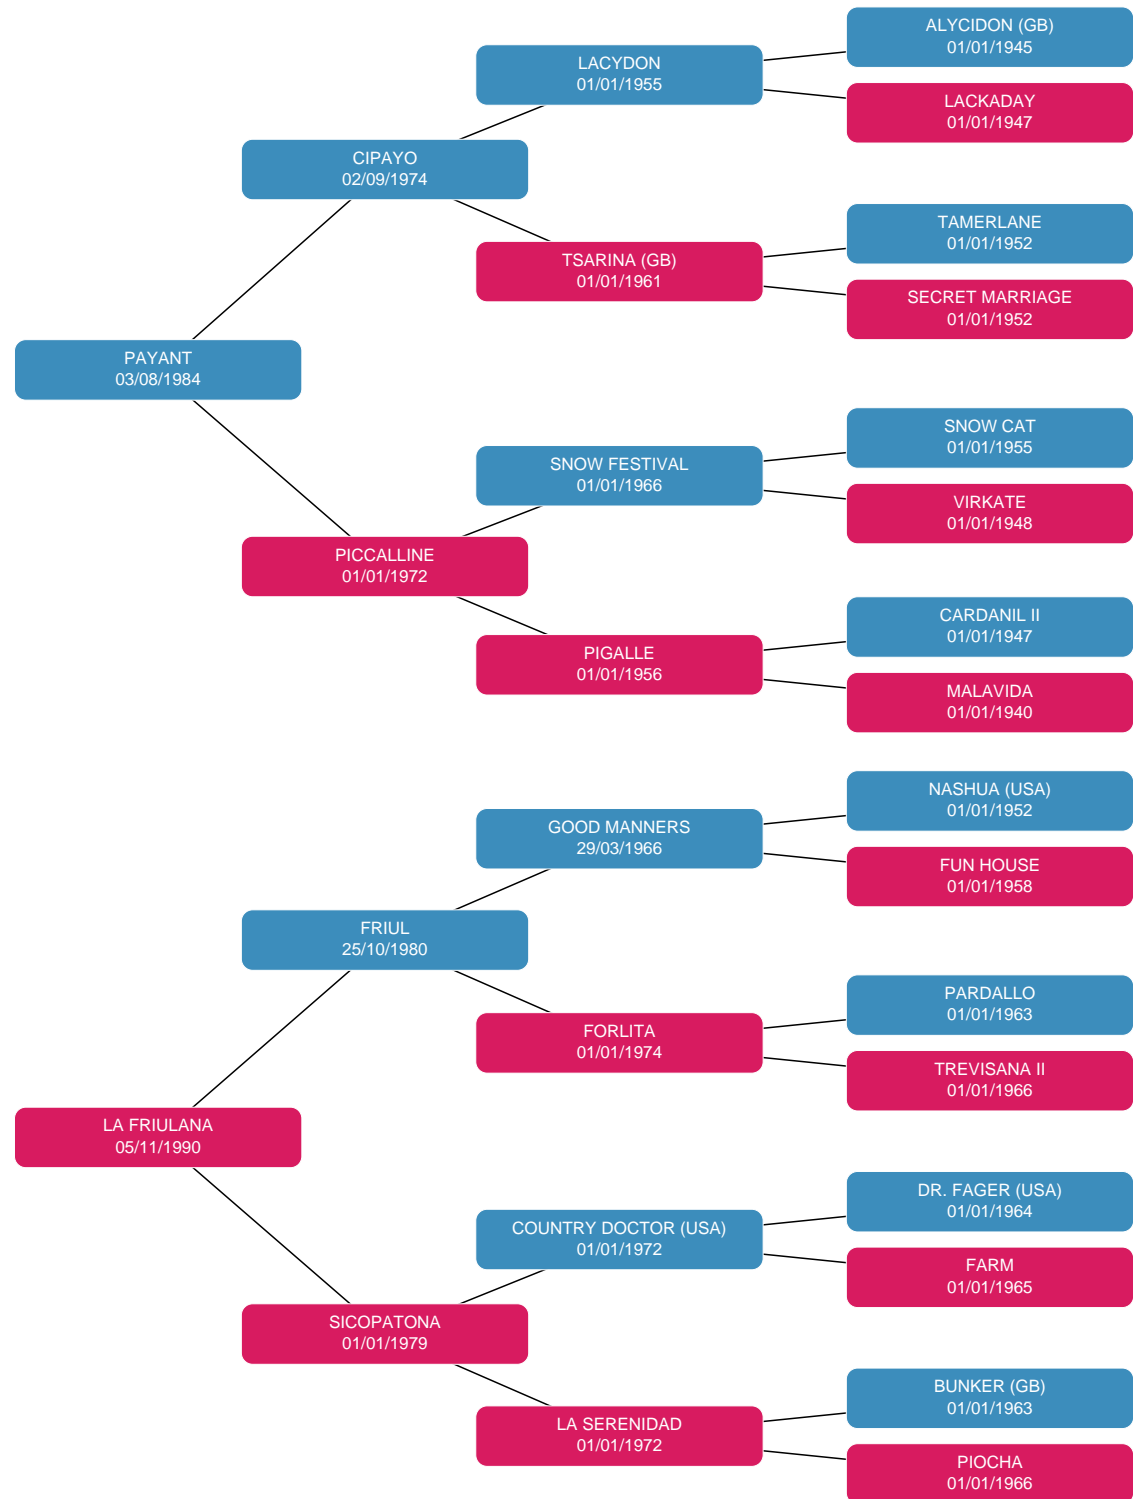 ALYCIDON (GB)
01/01/1945
LACYDON
01/01/1955
LACKADAY
01/01/1947
CIPAYO
02/09/1974
TAMERLANE
01/01/1952
TSARINA (GB)
01/01/1961
SECRET MARRIAGE
01/01/1952
PAYANT
03/08/1984
SNOW CAT
01/01/1955
SNOW FESTIVAL
01/01/1966
VIRKATE
01/01/1948
PICCALLINE
01/01/1972
CARDANIL II
01/01/1947
PIGALLE
01/01/1956
MALAVIDA
01/01/1940
NASHUA (USA)
01/01/1952
GOOD MANNERS
29/03/1966
FUN HOUSE
01/01/1958
FRIUL
25/10/1980
PARDALLO
01/01/1963
FORLITA
01/01/1974
TREVISANA II
01/01/1966
LA FRIULANA
05/11/1990
DR. FAGER (USA)
01/01/1964
COUNTRY DOCTOR (USA)
01/01/1972
FARM
01/01/1965
SICOPATONA
01/01/1979
BUNKER (GB)
01/01/1963
LA SERENIDAD
01/01/1972
PIOCHA
01/01/1966